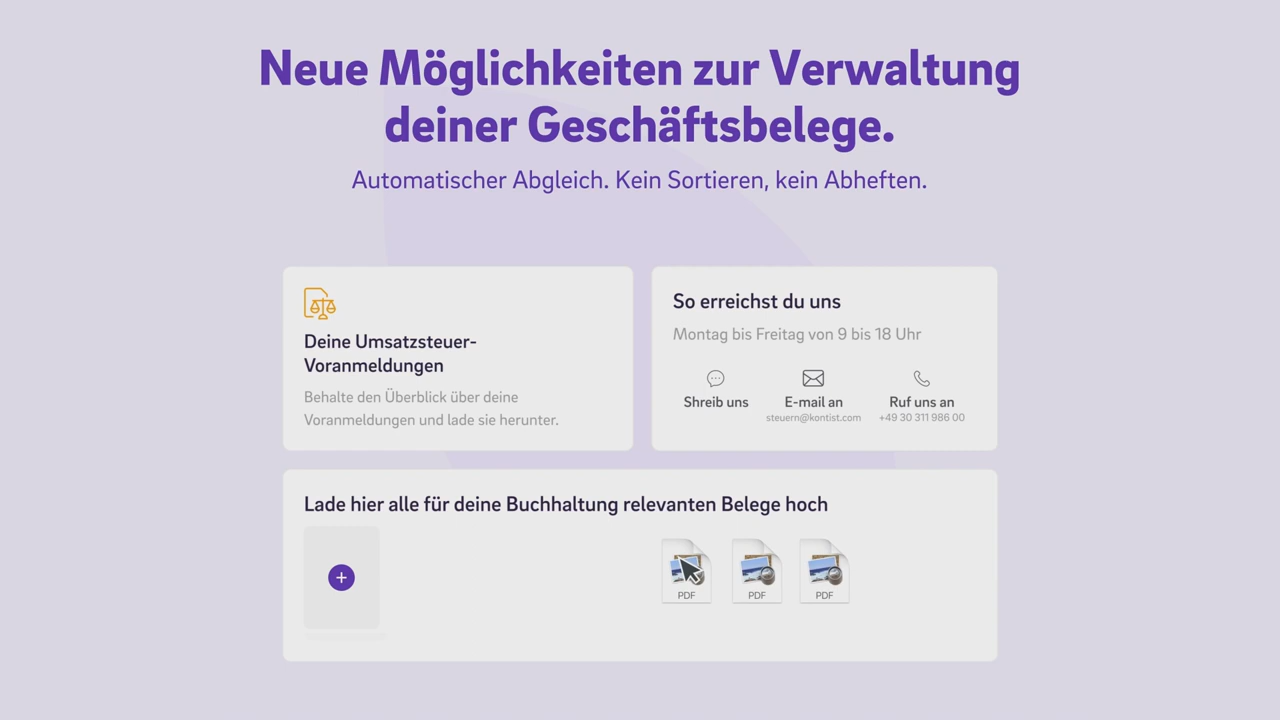 Neue Möglichkeiten zur Verwaltung
deiner Geschäftsbelege.
Automatischer Abgleich. Kein Sortieren, kein Abheften.
Deine Umsatzsteuer-
Voranmeldungen
Behalte den Überblick über deine
Voranmeldungen und lade sie herunter.
So erreichst du uns
Montag bis Freitag von 9 bis 18 Uhr
Shreib uns
E-mail an
steuern@kontist.com
Ruf uns an
+49 30 311 986 00
Lade hier alle für deine Buchhaltung relevanten Belege hoch
PDF
PDF
PDF